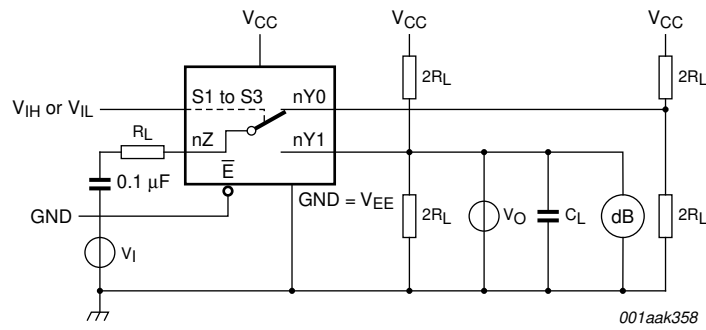 VCC
VCC
VCC
2RL
2RL
S1 to S3
nY0
VIH or VIL
RL
nZ
nY1
0.1 μF
E̅
GND = VEE
GND
2RL
VO
CL
dB
2RL
VI
001aak358